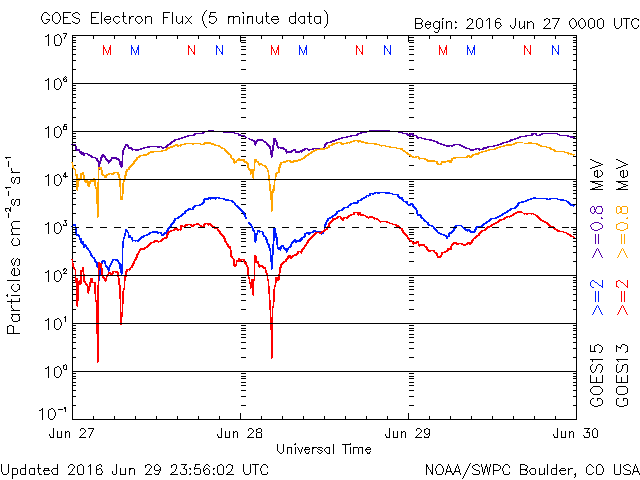 GOES Electron Flux (5 minute data)
Begin: 2016 Jun 27 0000 UTC
10⁷
M M N N M M N N M M N N
10⁶
10⁵
10⁴
10³
10²
10¹
10⁰
10⁻¹
Particles cm⁻²s⁻¹sr⁻¹
GOES15 >=2 >=0.8 MeV
GOES13 >=2 >=0.8 MeV
Jun 27 Jun 28 Jun 29 Jun 30
Universal Time
Updated 2016 Jun 29 23:56:02 UTC
NOAA/SWPC Boulder, CO USA